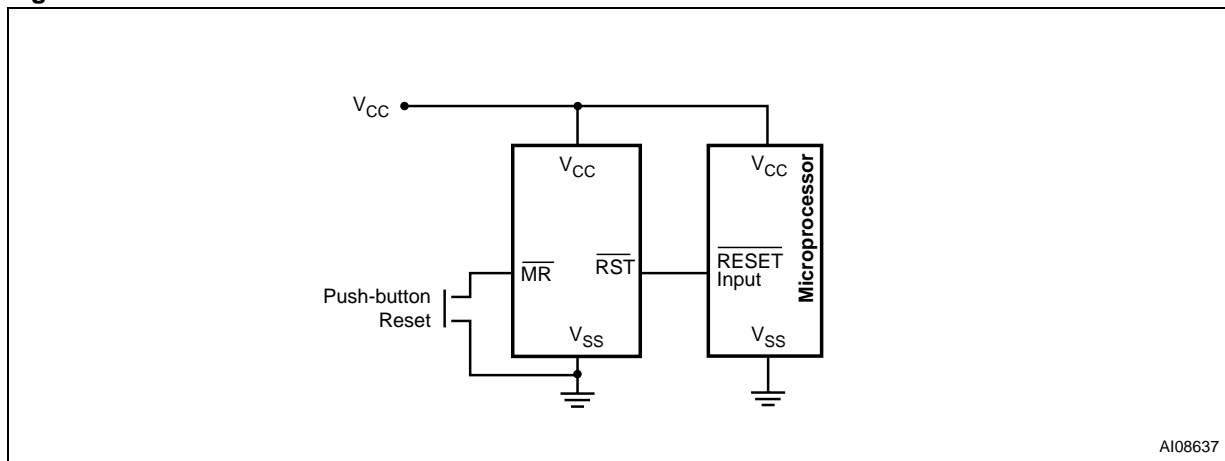 V_CC
V_CC
V_CC
Microprocessor
MR
RST
RESET
Input
Push-button
Reset
V_SS
V_SS
AI08637